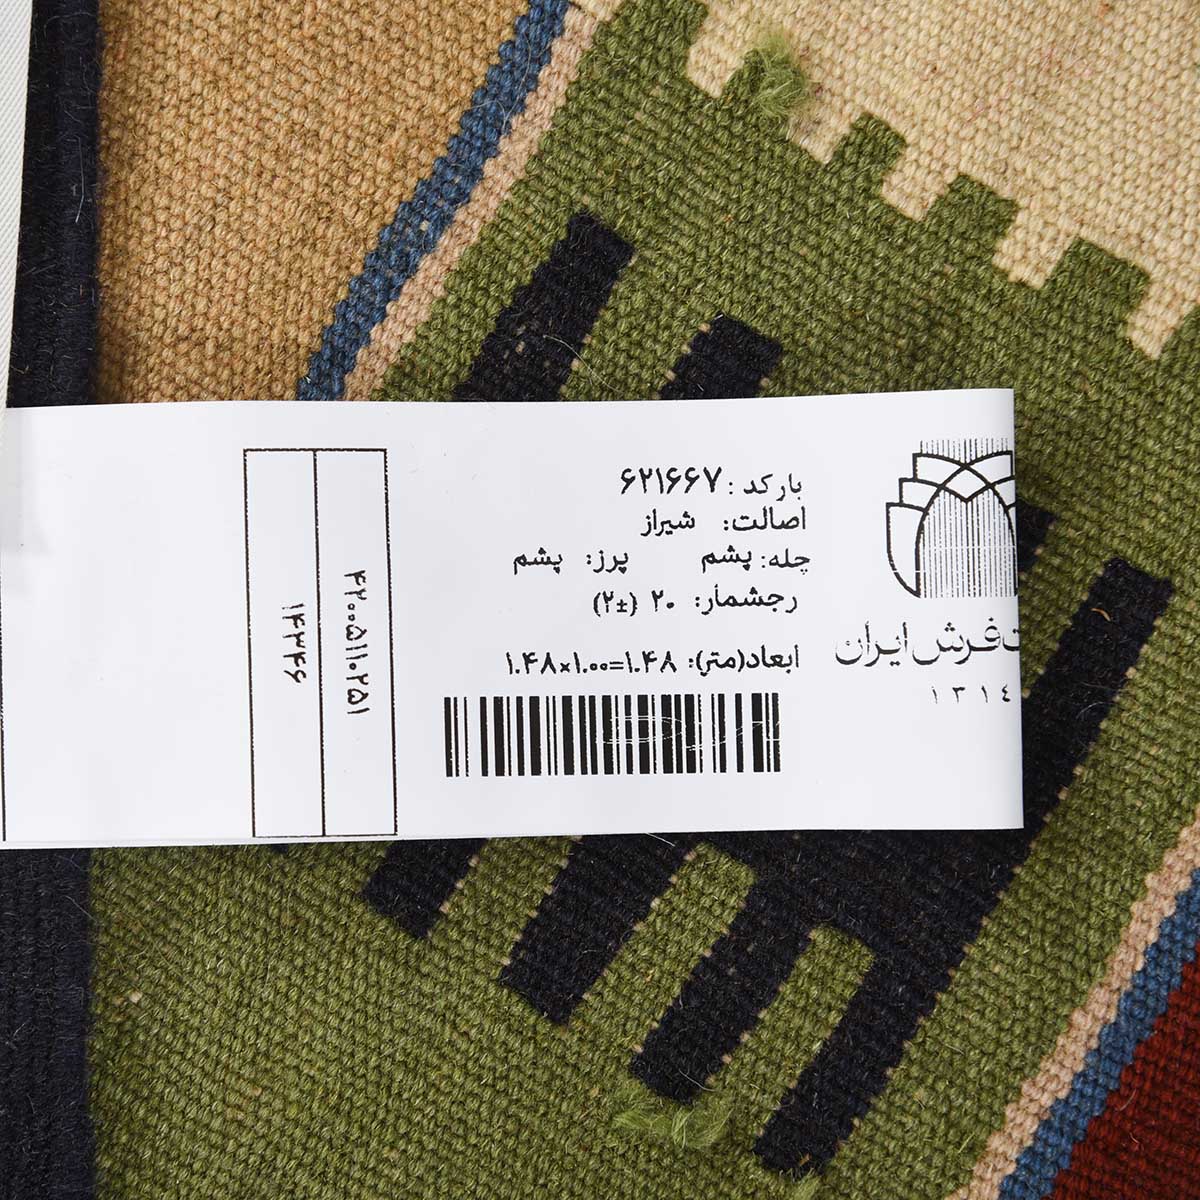 بارکد: ۶۲۱۶۶۷
اصالت: شیراز
چله: پشم پرز: پشم
رجشمار: ۲۰ (±۲)
ابعاد(متر): ۱.۴۸=۱.۰۰×۱.۴۸
فرش ایران
۱۳۱٤
۴۲۰۰۵۱۱۰۲۵۱
۱۴۳۴۶